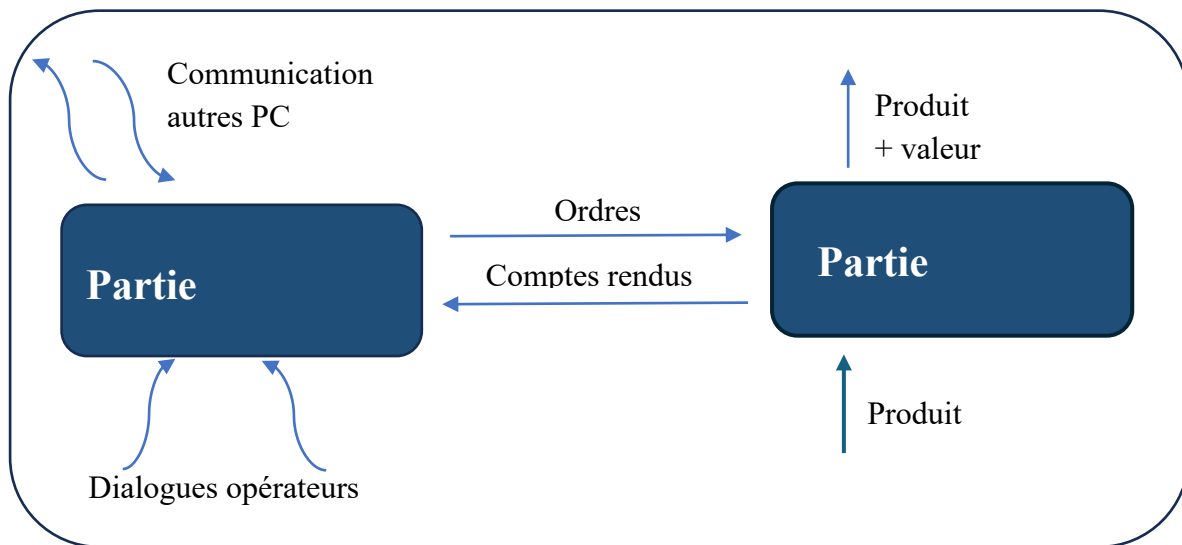 Communication
autres PC
Produit
+ valeur
Ordres
Partie
Comptes rendus
Partie
Produit
Dialogues opérateurs